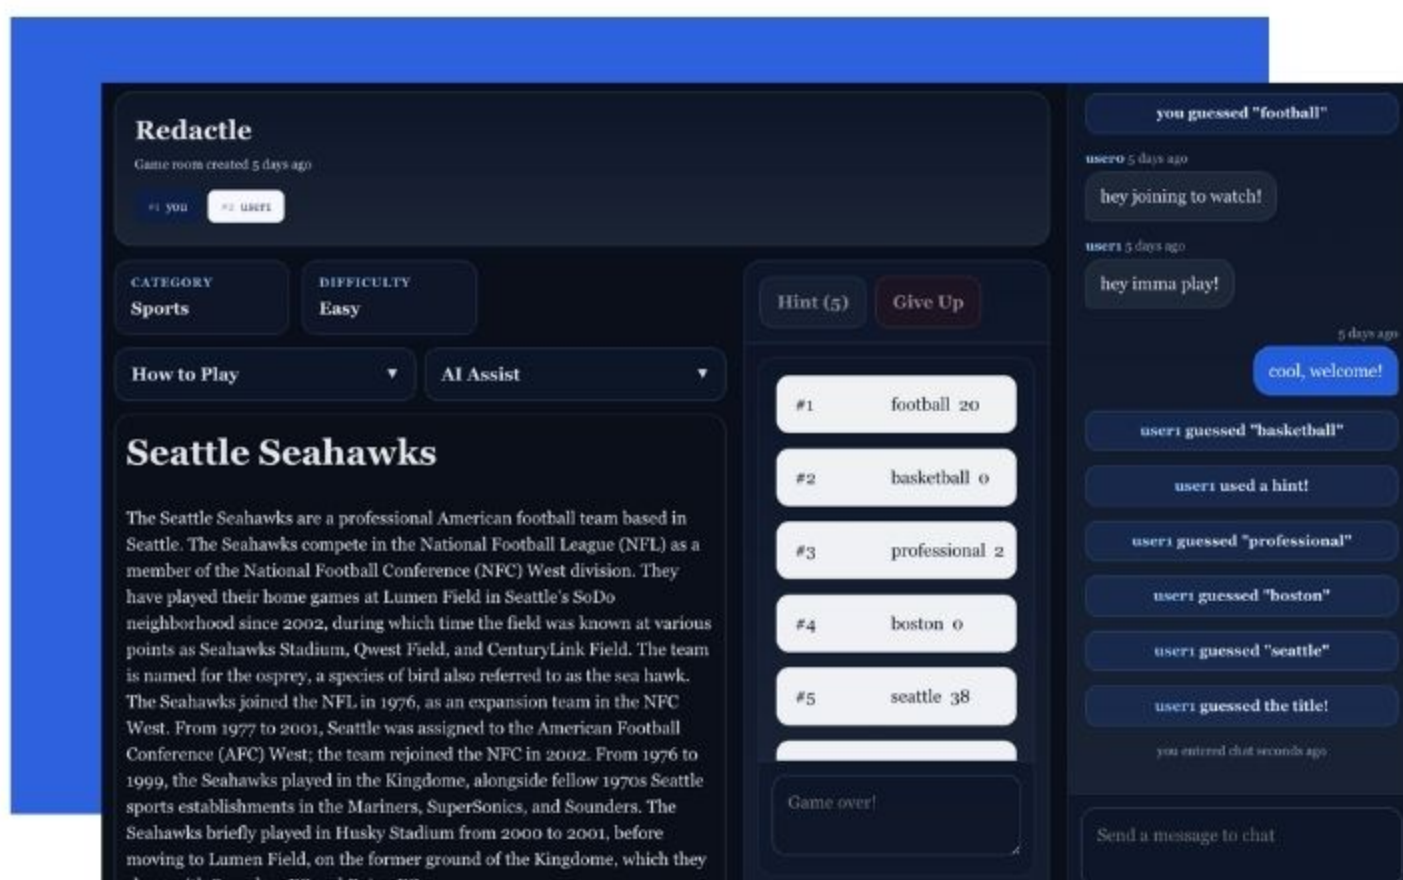 Redactle
Game room created 5 days ago
#1 you #2 user1
CATEGORY
Sports
DIFFICULTY
Easy
How to Play ▼
AI Assist ▼
Seattle Seahawks
The Seattle Seahawks are a professional American football team based in
Seattle. The Seahawks compete in the National Football League (NFL) as a
member of the National Football Conference (NFC) West division. They
have played their home games at Lumen Field in Seattle's SoDo
neighborhood since 2002, during which time the field was known at various
points as Seahawks Stadium, Qwest Field, and CenturyLink Field. The team
is named for the osprey, a species of bird also referred to as the sea hawk.
The Seahawks joined the NFL in 1976, as an expansion team in the NFC
West. From 1977 to 2001, Seattle was assigned to the American Football
Conference (AFC) West; the team rejoined the NFC in 2002. From 1976 to
1999, the Seahawks played in the Kingdome, alongside fellow 1970s Seattle
sports establishments in the Mariners, SuperSonics, and Sounders. The
Seahawks briefly played in Husky Stadium from 2000 to 2001, before
moving to Lumen Field, on the former ground of the Kingdome, which they
Hint (5) Give Up
#1 football 20
#2 basketball 0
#3 professional 2
#4 boston 0
#5 seattle 38
Game over!
you guessed "football"
user0 5 days ago
hey joining to watch!
user1 5 days ago
hey imma play!
5 days ago
cool, welcome!
user1 guessed "basketball"
user1 used a hint!
user1 guessed "professional"
user1 guessed "boston"
user1 guessed "seattle"
user1 guessed the title!
you entered chat seconds ago
Send a message to chat